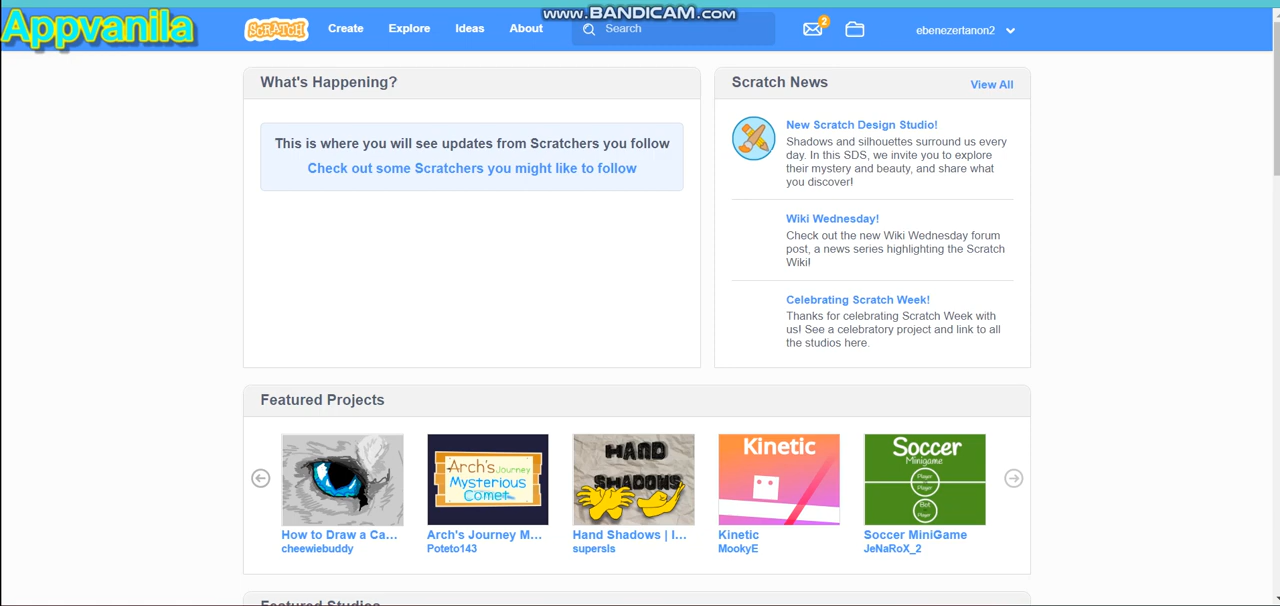 Appvanila
www.BANDICAM.com
SCRATCH
Create
Explore
Ideas
About
Search
2
ebenezertanon2
What's Happening?
This is where you will see updates from Scratchers you follow
Check out some Scratchers you might like to follow
Scratch News
View All
New Scratch Design Studio!
Shadows and silhouettes surround us every
day. In this SDS, we invite you to explore
their mystery and beauty, and share what
you discover!
Wiki Wednesday!
Check out the new Wiki Wednesday forum
post, a news series highlighting the Scratch
Wiki!
Celebrating Scratch Week!
Thanks for celebrating Scratch Week with
us! See a celebratory project and link to all
the studios here.
Featured Projects
Arch's Journey
Mysterious
Comet
HAND
SHADOWS
Kinetic
Soccer
Minigame
Player
Player
Bot
Player
How to Draw a Ca...
cheewiebuddy
Arch's Journey M...
Poteto143
Hand Shadows | I...
supersls
Kinetic
MookyE
Soccer MiniGame
JeNaRoX_2
Featured Studios